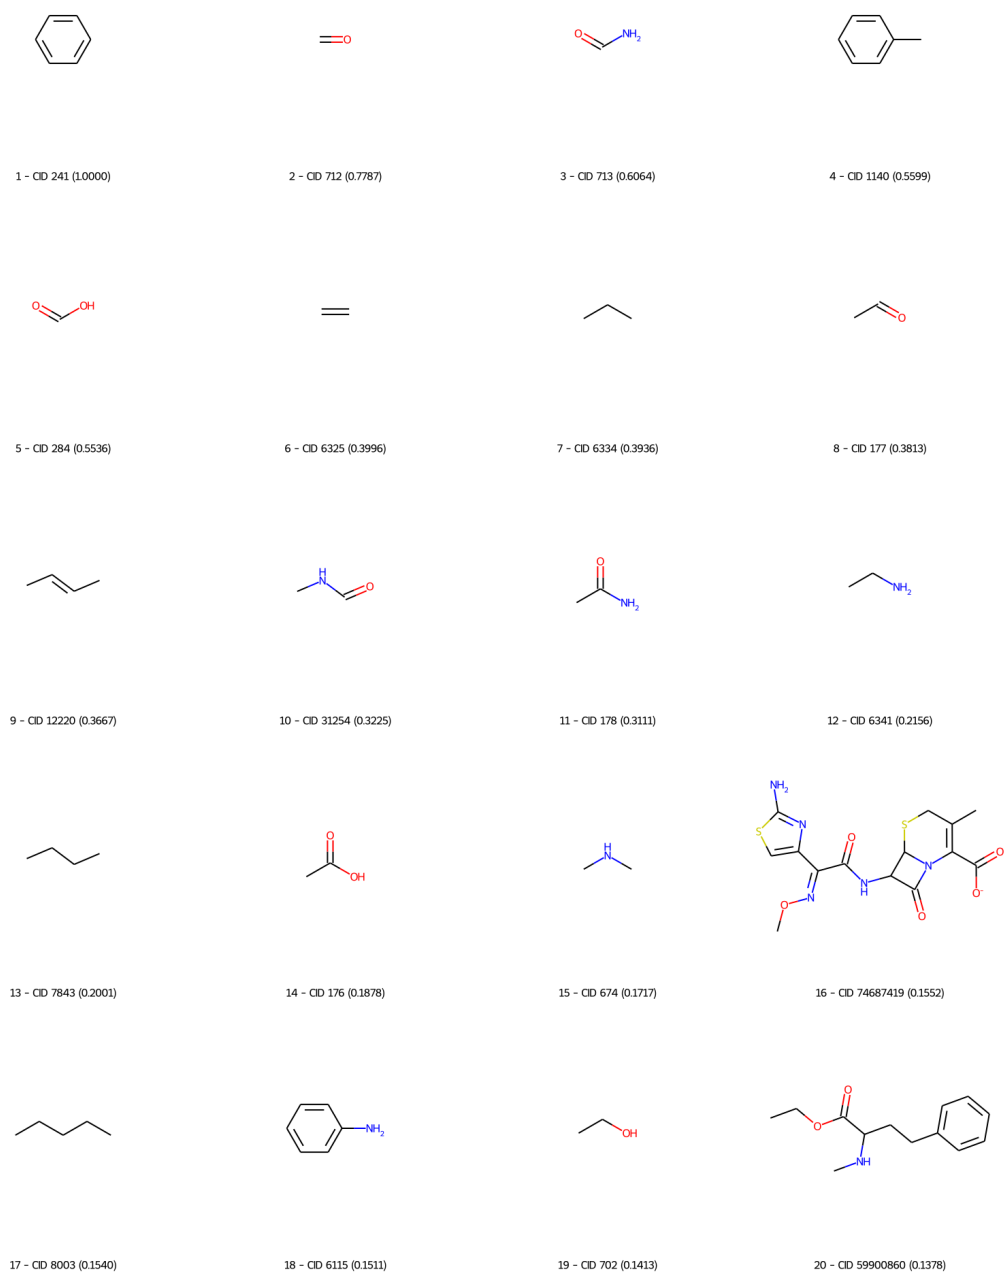 O
O NH2
1 - CID 241 (1.0000) 2 - CID 712 (0.7787) 3 - CID 713 (0.6064) 4 - CID 1140 (0.5599)
O OH
O
5 - CID 284 (0.5536) 6 - CID 6325 (0.3996) 7 - CID 6334 (0.3936) 8 - CID 177 (0.3813)
H
N O
O
NH2
NH2
9 - CID 12220 (0.3667) 10 - CID 31254 (0.3225) 11 - CID 178 (0.3111) 12 - CID 6341 (0.2156)
O
OH
H
N
NH2
S N O S
N O
N H
O N O-
O
13 - CID 7843 (0.2001) 14 - CID 176 (0.1878) 15 - CID 674 (0.1717) 16 - CID 74687419 (0.1552)
NH2
OH
O
O
NH
17 - CID 8003 (0.1540) 18 - CID 6115 (0.1511) 19 - CID 702 (0.1413) 20 - CID 59900860 (0.1378)